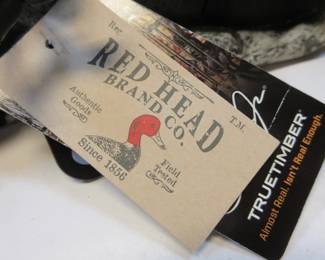 Reg.
RED HEAD
BRAND CO.
T.M.
Authentic
Goods
Field
Tested
Since 1856
TRUETIMBER®
Almost Real. Isn't Real Enough.